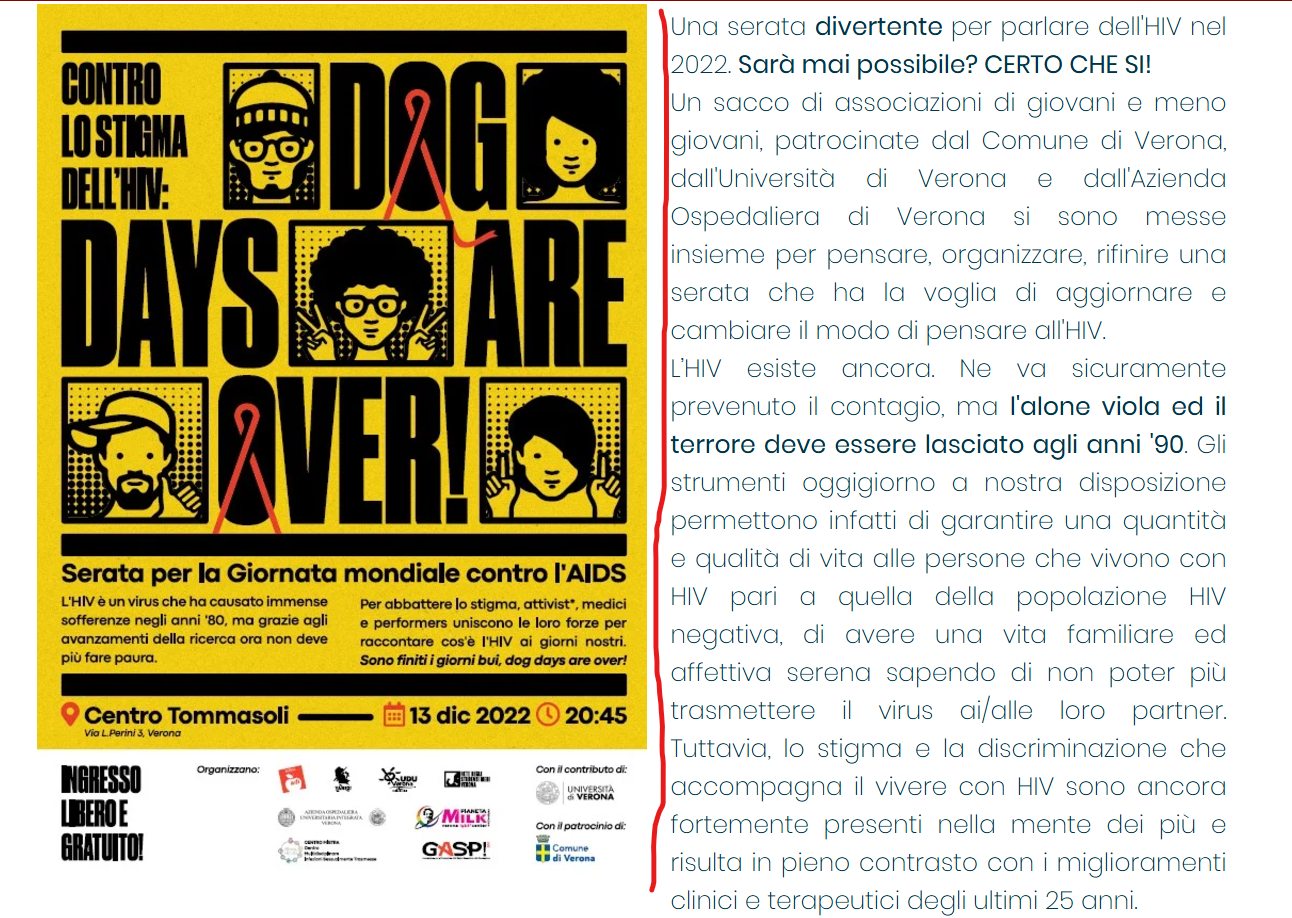 CONTRO
LO STIGMA
DELL'HIV:
DOG
DAYS ARE
OVER!
Serata per la Giornata mondiale contro l'AIDS
L'HIV è un virus che ha causato immense
sofferenze negli anni '80, ma grazie agli
avanzamenti della ricerca ora non deve
più fare paura.
Per abbattere lo stigma, attivist*, medici
e performers uniscono le loro forze per
raccontare cos'è l'HIV ai giorni nostri.
Sono finiti i giorni bui, dog days are over!
Centro Tommasoli
Via L.Perini 3, Verona
13 dic 2022
20:45
INGRESSO
LIBERO E
GRATUITO!
Organizzano:
UDU
Verona
RETE DEGLI
STUDENTI MEDI
VERONA
AZIENDA OSPEDALIERA
UNIVERSITARIA INTEGRATA
VERONA
PIANETA
MILK
CENTRO MISTRA
Centro
Multidisciplinare
Infezioni Sessualmente Trasmesse
GASP!
Con il contributo di:
UNIVERSITÀ
di VERONA
Con il patrocinio di:
Comune
di Verona
Una serata divertente per parlare dell'HIV nel
2022. Sarà mai possibile? CERTO CHE SI!
Un sacco di associazioni di giovani e meno
giovani, patrocinate dal Comune di Verona,
dall'Università di Verona e dall'Azienda
Ospedaliera di Verona si sono messe
insieme per pensare, organizzare, rifinire una
serata che ha la voglia di aggiornare e
cambiare il modo di pensare all'HIV.
L'HIV esiste ancora. Ne va sicuramente
prevenuto il contagio, ma l'alone viola ed il
terrore deve essere lasciato agli anni '90. Gli
strumenti oggigiorno a nostra disposizione
permettono infatti di garantire una quantità
e qualità di vita alle persone che vivono con
HIV pari a quella della popolazione HIV
negativa, di avere una vita familiare ed
affettiva serena sapendo di non poter più
trasmettere il virus ai/alle loro partner.
Tuttavia, lo stigma e la discriminazione che
accompagna il vivere con HIV sono ancora
fortemente presenti nella mente dei più e
risulta in pieno contrasto con i miglioramenti
clinici e terapeutici degli ultimi 25 anni.